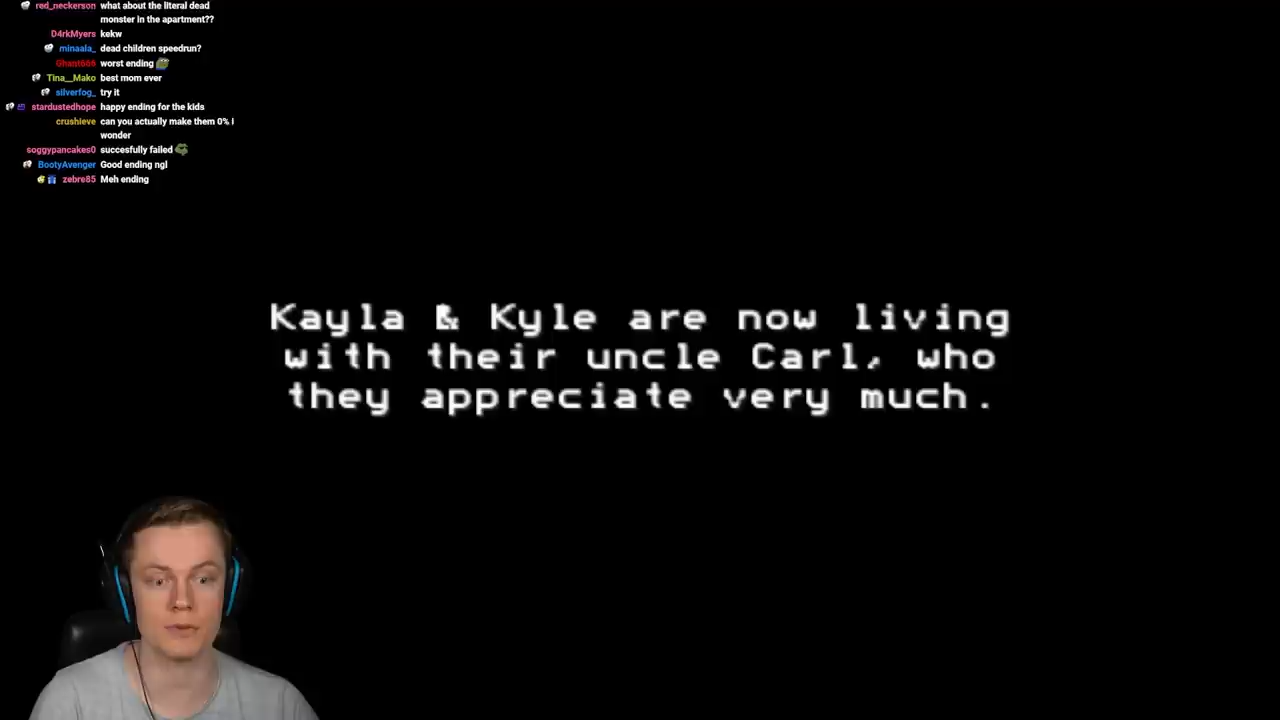 red_neckerson what about the literal dead
monster in the apartment??
D4rkMyers kekw
minaala_ dead children speedrun?
Ghant666 worst ending
Tina__Mako best mom ever
silverfog_ try it
stardustedhope happy ending for the kids
crushieve can you actually make them 0% i
wonder
soggypancakes0 succesfully failed
BootyAvenger Good ending ngl
zebre85 Meh ending
Kayla & Kyle are now living
with their uncle Carl, who
they appreciate very much.